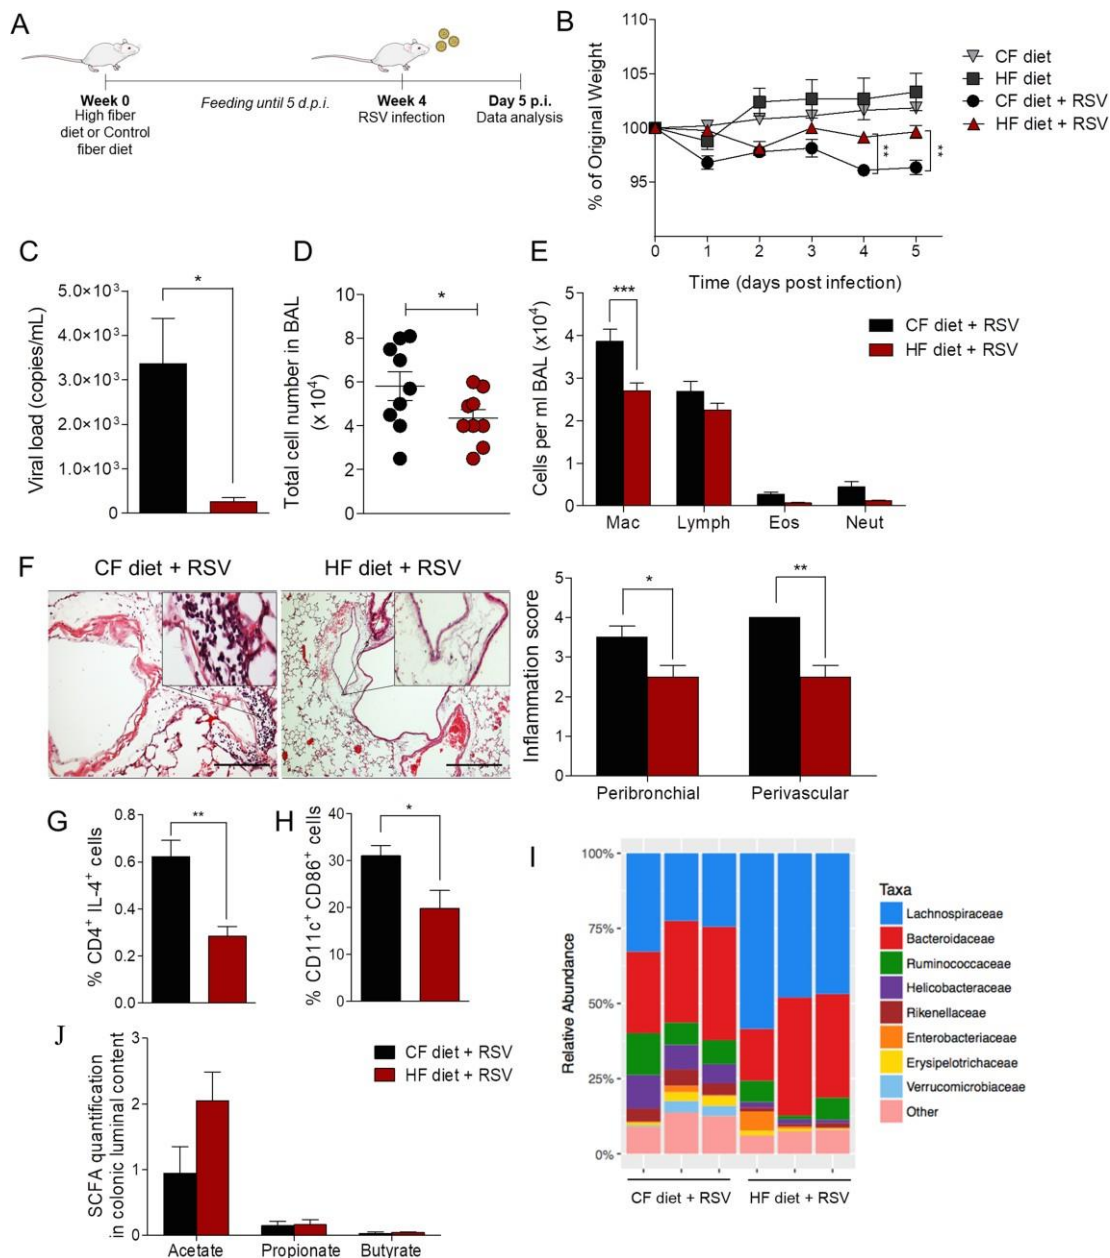 A
Week 0
High fiber
diet or Control
fiber diet
Feeding until 5 d.p.i.
Week 4
RSV infection
Day 5 p.i.
Data analysis
B
% of Original Weight
110
105
100
95
0
1
2
3
4
5
Time (days post infection)
CF diet
HF diet
CF diet + RSV
HF diet + RSV
**
**
C
Viral load (copies/mL)
5.0×10³
4.0×10³
3.0×10³
2.0×10³
1.0×10³
0
*
D
Total cell number in BAL
(x 10⁴)
10
8
6
4
2
0
*
E
Cells per ml BAL (x10⁴)
5
4
3
2
1
0
***
Mac
Lymph
Eos
Neut
CF diet + RSV
HF diet + RSV
F
CF diet + RSV
HF diet + RSV
Inflammation score
5
4
3
2
1
0
*
**
Peribronchial
Perivascular
G
% CD4⁺ IL-4⁺ cells
0.8
0.6
0.4
0.2
0.0
**
H
% CD11c⁺ CD86⁺ cells
40
30
20
10
0
*
I
Relative Abundance
100%
75%
50%
25%
0%
CF diet + RSV
HF diet + RSV
Taxa
Lachnospiraceae
Bacteroidaceae
Ruminococcaceae
Helicobacteraceae
Rikenellaceae
Enterobacteriaceae
Erysipelotrichaceae
Verrucomicrobiaceae
Other
J
SCFA quantification
in colonic luminal content
3
2
1
0
Acetate
Propionate
Butyrate
CF diet + RSV
HF diet + RSV